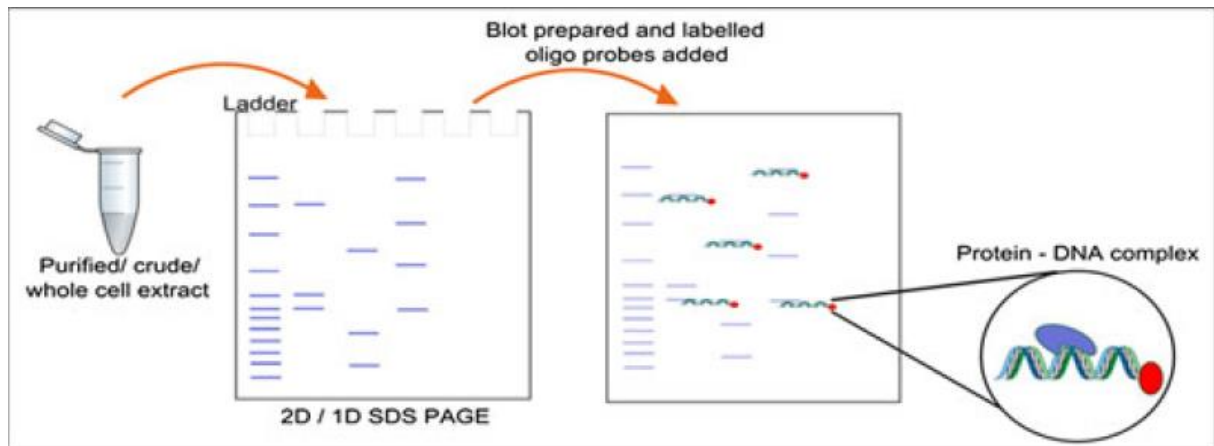 Blot prepared and labelled
oligo probes added
Ladder
Purified/ crude/
whole cell extract
Protein - DNA complex
2D / 1D SDS PAGE